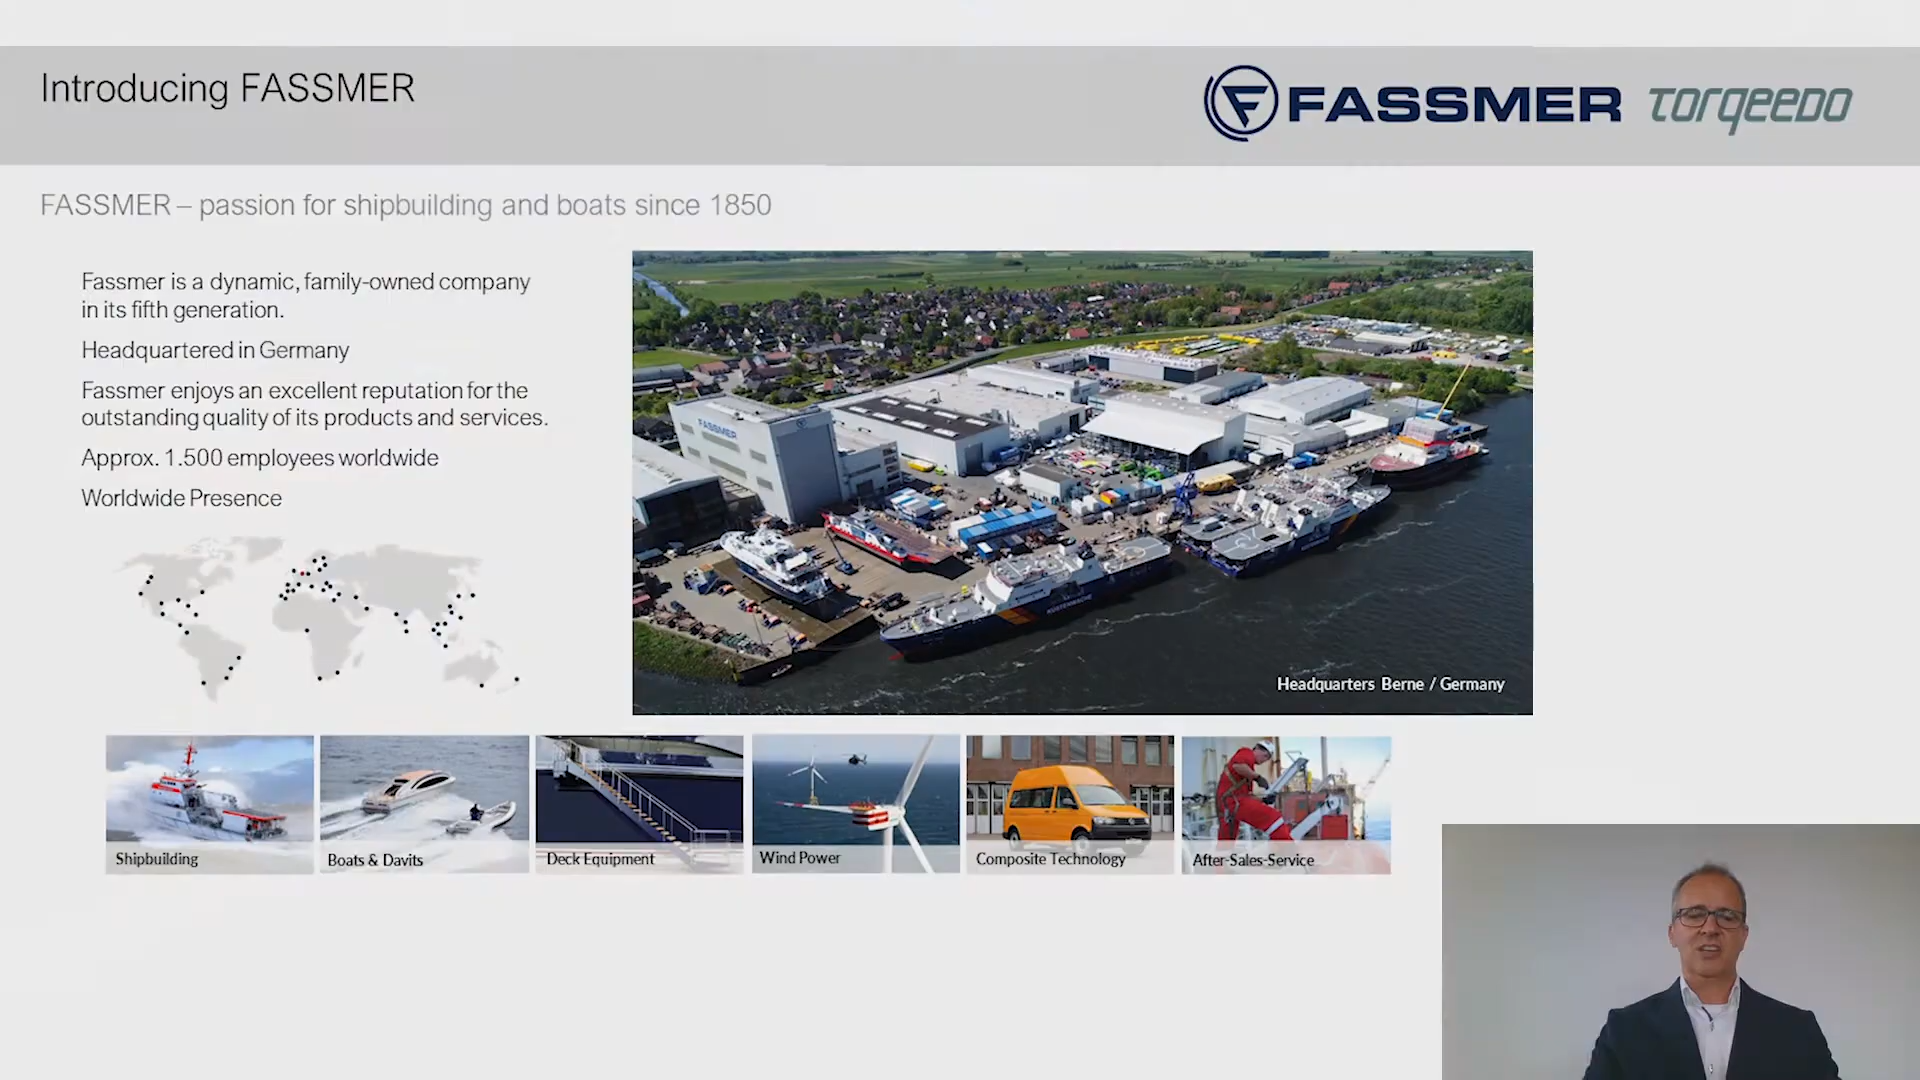 Introducing FASSMER
FASSMER
TORQEEDO
FASSMER – passion for shipbuilding and boats since 1850
Fassmer is a dynamic, family-owned company
in its fifth generation.
Headquartered in Germany
Fassmer enjoys an excellent reputation for the
outstanding quality of its products and services.
Approx. 1.500 employees worldwide
Worldwide Presence
FASSMER
KÜSTENWACHE
Headquarters Berne / Germany
Shipbuilding
Boats & Davits
Deck Equipment
Wind Power
Composite Technology
After-Sales-Service